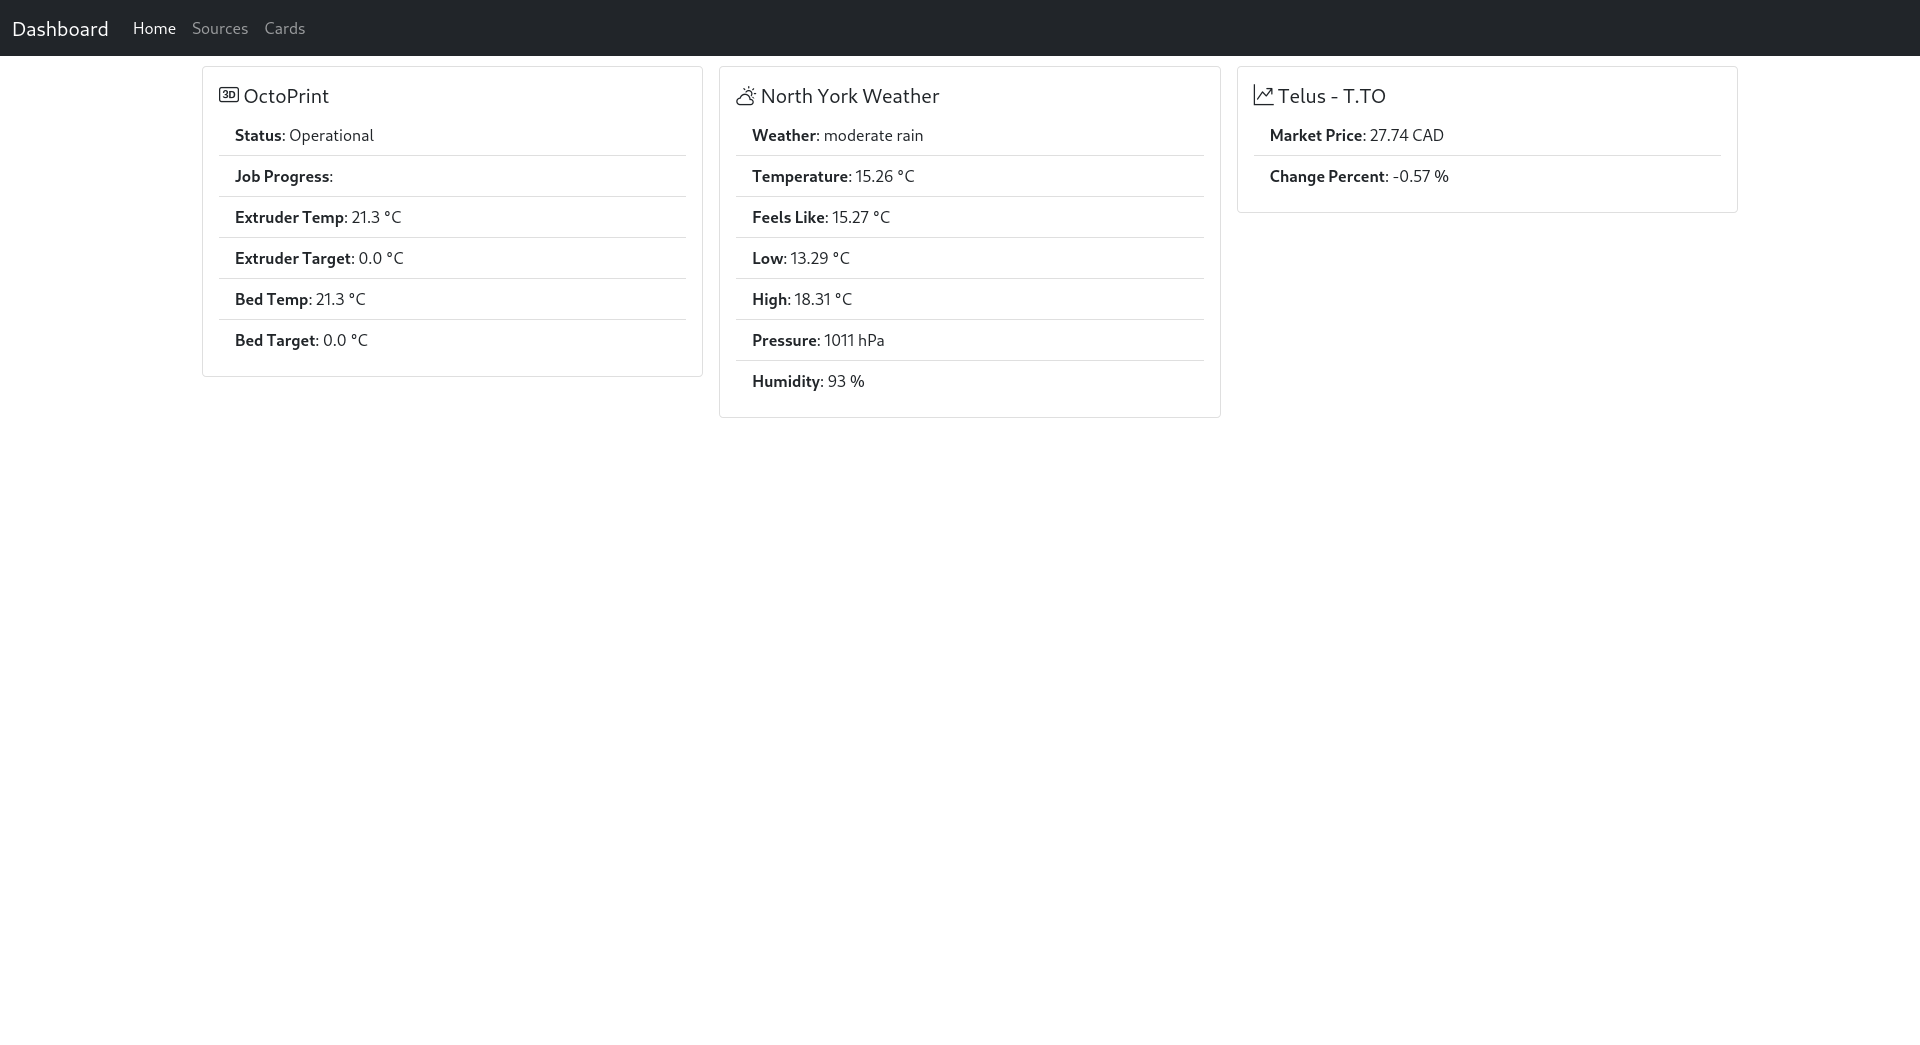 Dashboard Home Sources Cards
3D OctoPrint
Status: Operational
Job Progress:
Extruder Temp: 21.3 °C
Extruder Target: 0.0 °C
Bed Temp: 21.3 °C
Bed Target: 0.0 °C
North York Weather
Weather: moderate rain
Temperature: 15.26 °C
Feels Like: 15.27 °C
Low: 13.29 °C
High: 18.31 °C
Pressure: 1011 hPa
Humidity: 93 %
Telus - T.TO
Market Price: 27.74 CAD
Change Percent: -0.57 %